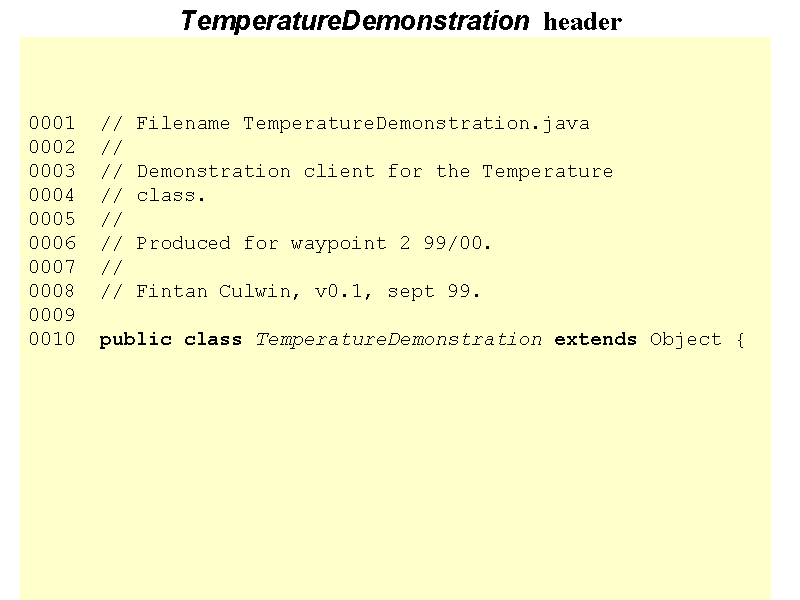 TemperatureDemonstration header
0001 // Filename TemperatureDemonstration.java
0002 //
0003 // Demonstration client for the Temperature
0004 // class.
0005 //
0006 // Produced for waypoint 2 99/00.
0007 //
0008 // Fintan Culwin, v0.1, sept 99.
0009
0010 public class TemperatureDemonstration extends Object {